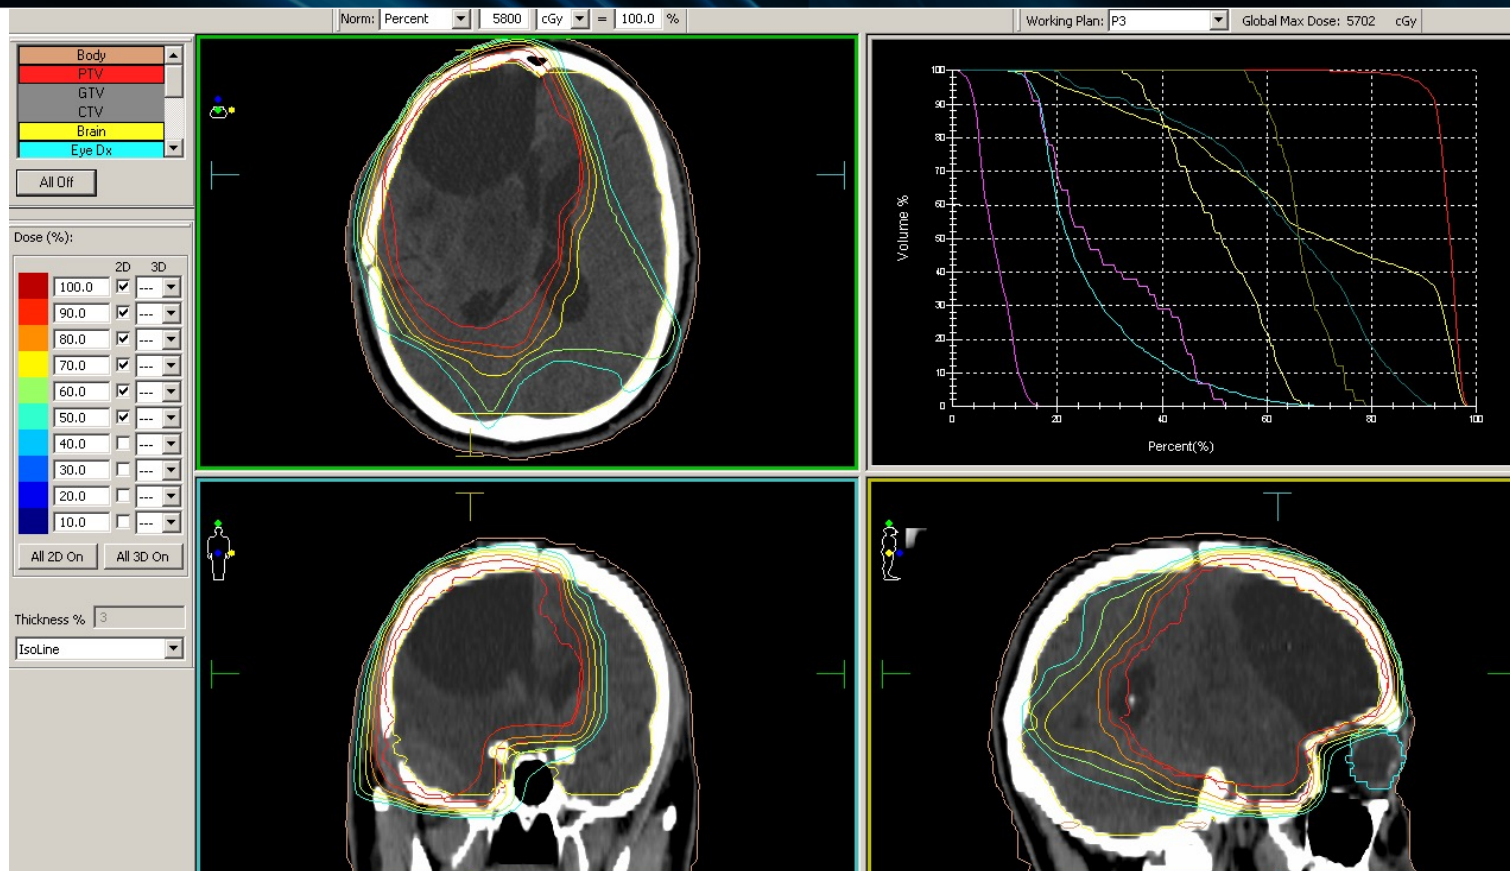 Norm: Percent 5800 cGy = 100.0 %
Working Plan: P3 Global Max Dose: 5702 cGy
Body
PTV
GTV
CTV
Brain
Eye Dx
All Off
Dose (%):
2D 3D
100.0 ---
90.0 ---
80.0 ---
70.0 ---
60.0 ---
50.0 ---
40.0 ---
30.0 ---
20.0 ---
10.0 ---
All 2D On All 3D On
Thickness % 3
IsoLine
Volume %
100
90
80
70
60
50
40
30
20
10
0
0 20 40 60 80 100
Percent(%)